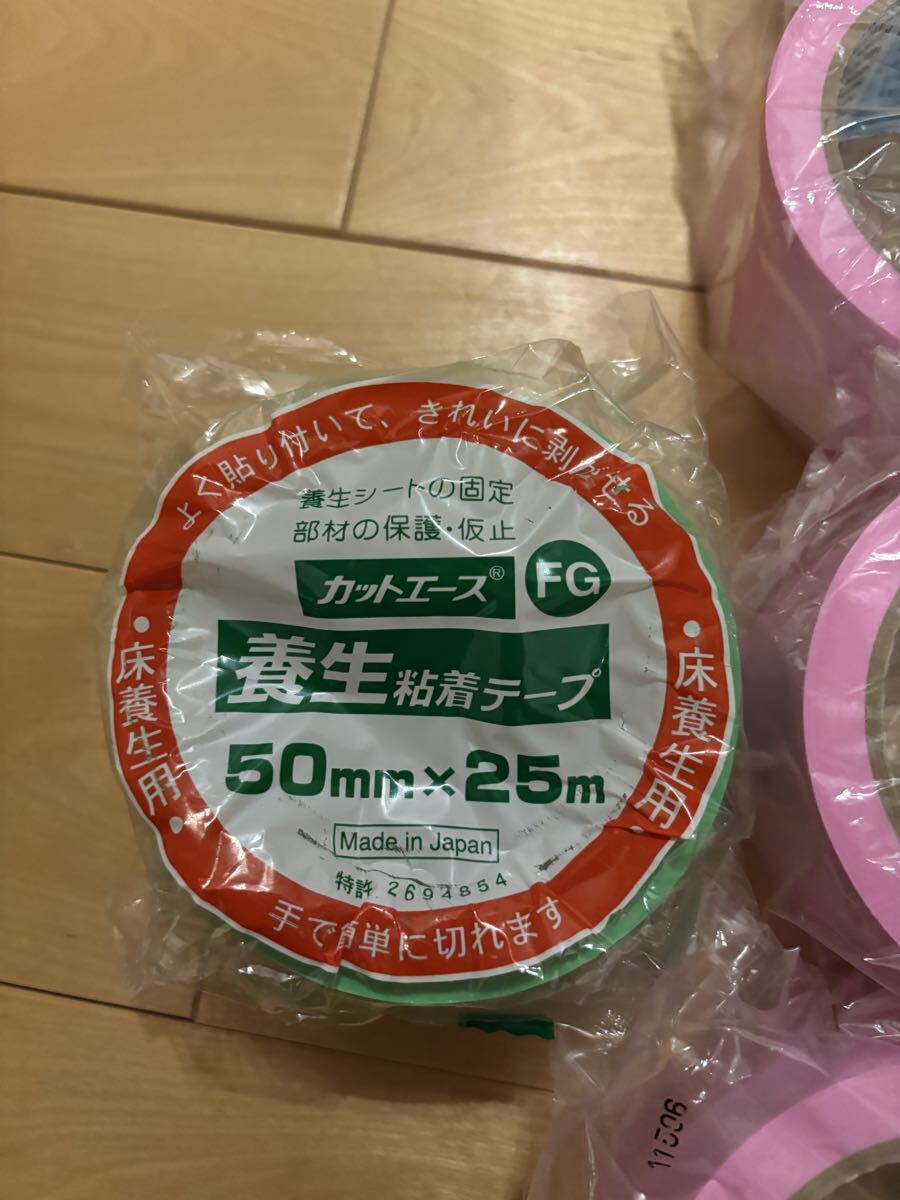 よく貼り付いて、きれいに剥がせる
養生シートの固定
部材の保護・仮止
カットエース® FG
養生粘着テープ
50mm×25m
Made in Japan
特許 2694854
・床養生用・
・床養生用・
手で簡単に切れます
11506